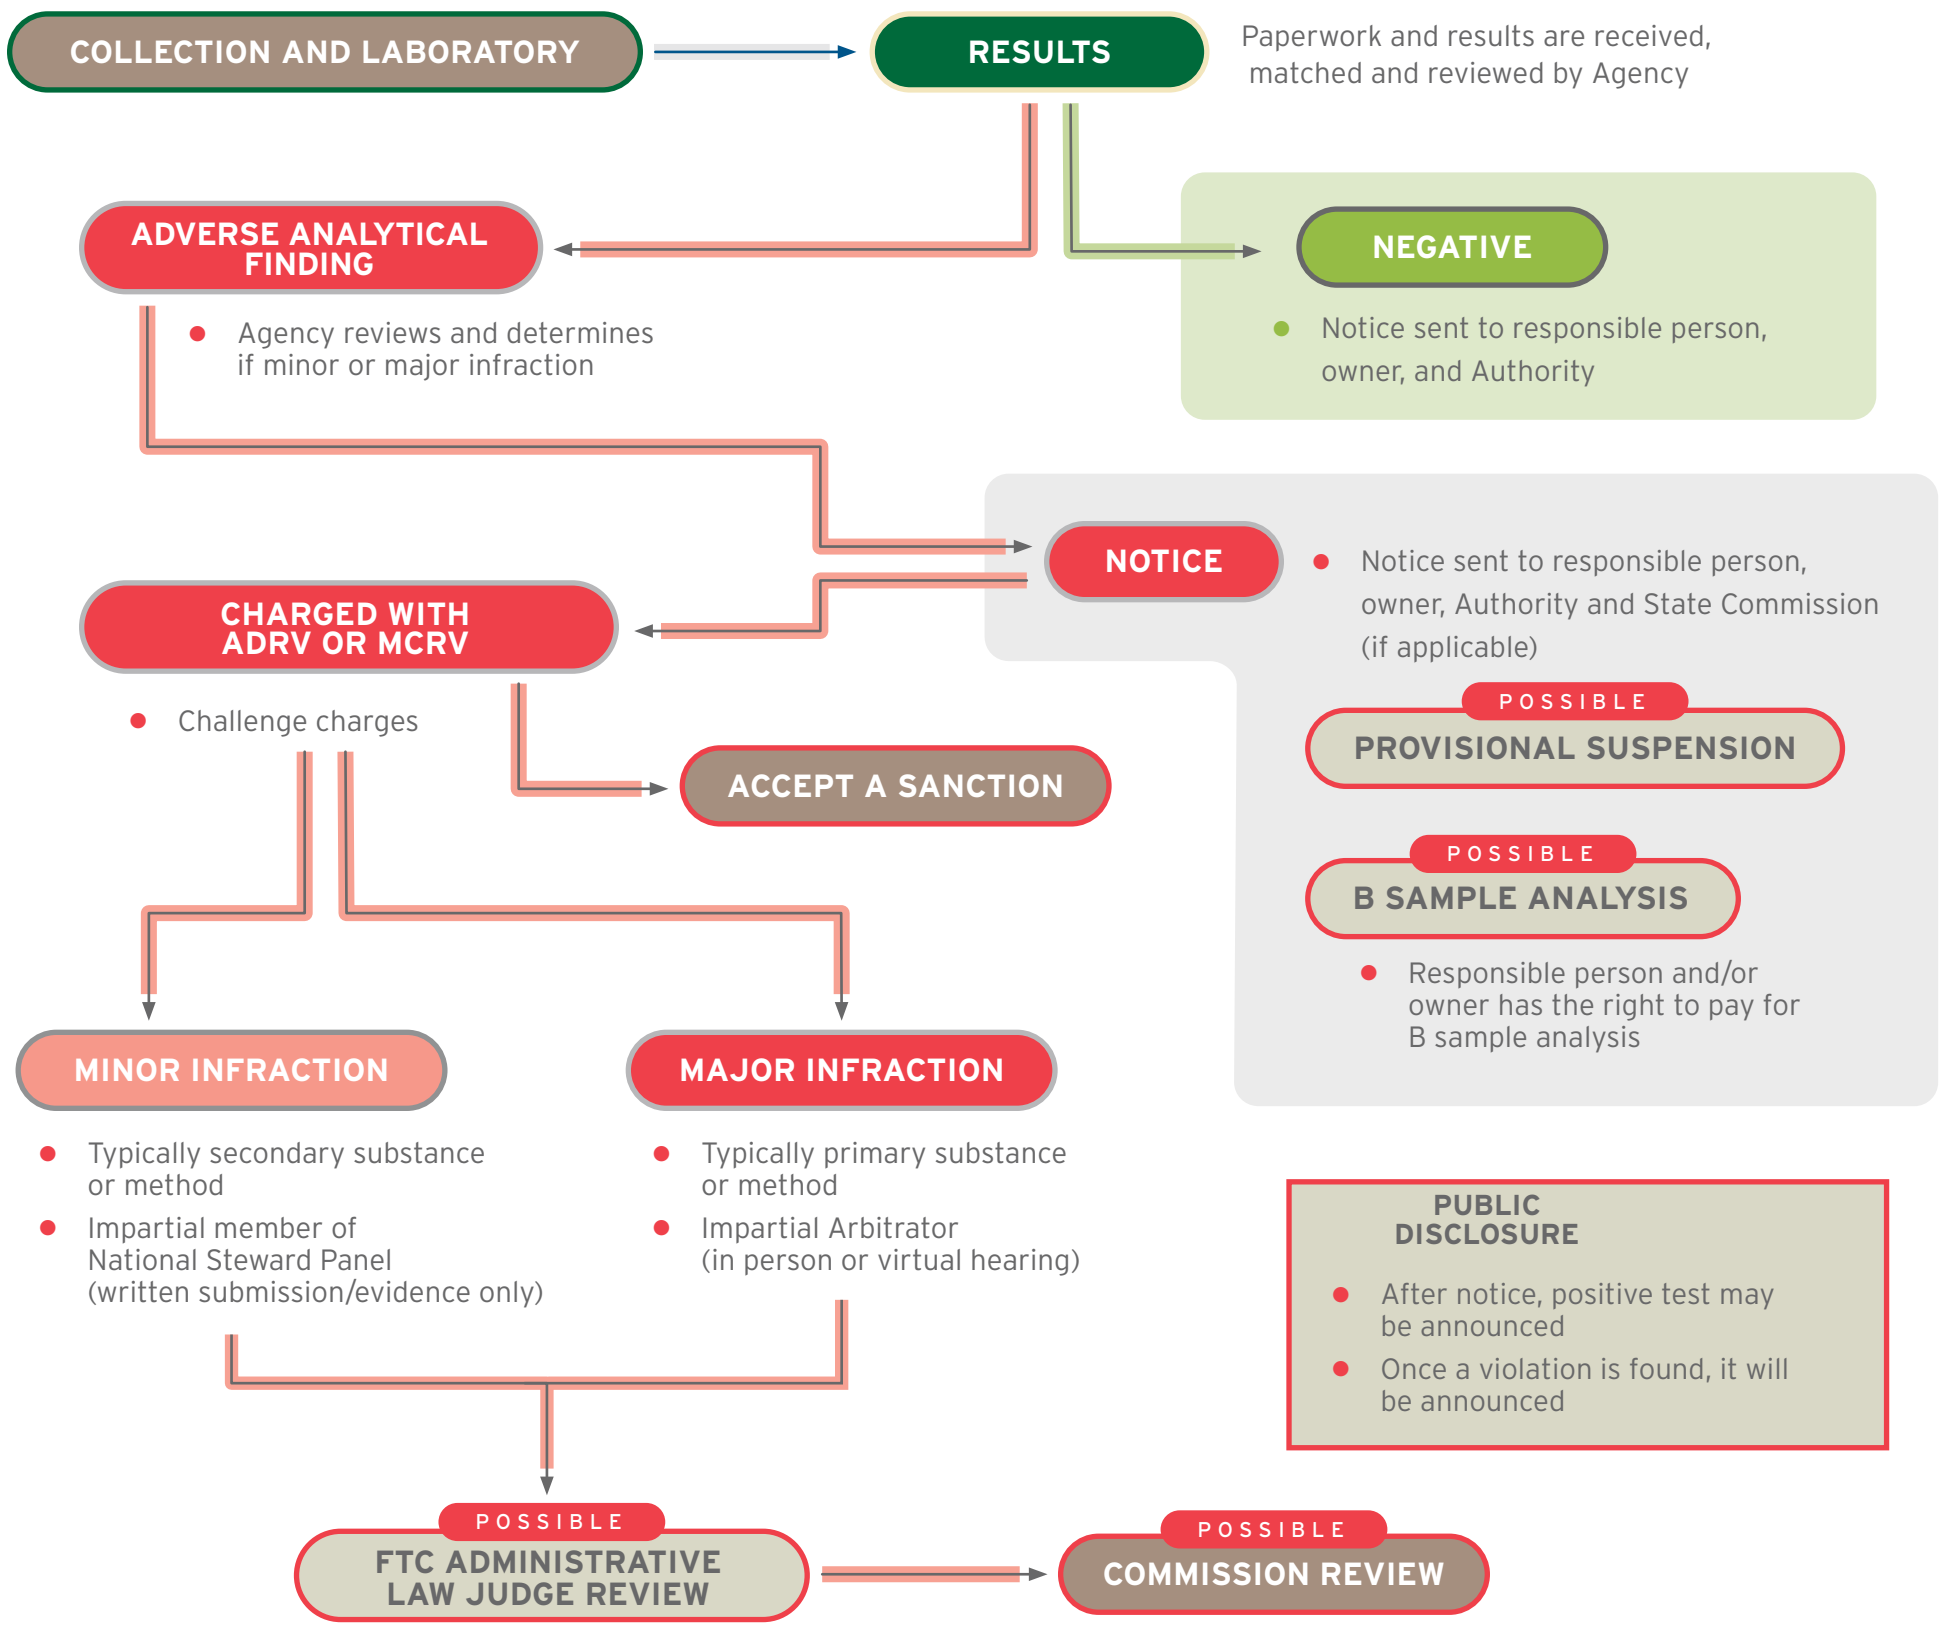 COLLECTION AND LABORATORY
RESULTS
Paperwork and results are received,
matched and reviewed by Agency
ADVERSE ANALYTICAL
FINDING
Agency reviews and determines
if minor or major infraction
NEGATIVE
Notice sent to responsible person,
owner, and Authority
NOTICE
Notice sent to responsible person,
owner, Authority and State Commission
(if applicable)
POSSIBLE
PROVISIONAL SUSPENSION
POSSIBLE
B SAMPLE ANALYSIS
Responsible person and/or
owner has the right to pay for
B sample analysis
CHARGED WITH
ADRV OR MCRV
Challenge charges
ACCEPT A SANCTION
MINOR INFRACTION
Typically secondary substance
or method
Impartial member of
National Steward Panel
(written submission/evidence only)
MAJOR INFRACTION
Typically primary substance
or method
Impartial Arbitrator
(in person or virtual hearing)
PUBLIC
DISCLOSURE
After notice, positive test may
be announced
Once a violation is found, it will
be announced
POSSIBLE
FTC ADMINISTRATIVE
LAW JUDGE REVIEW
POSSIBLE
COMMISSION REVIEW